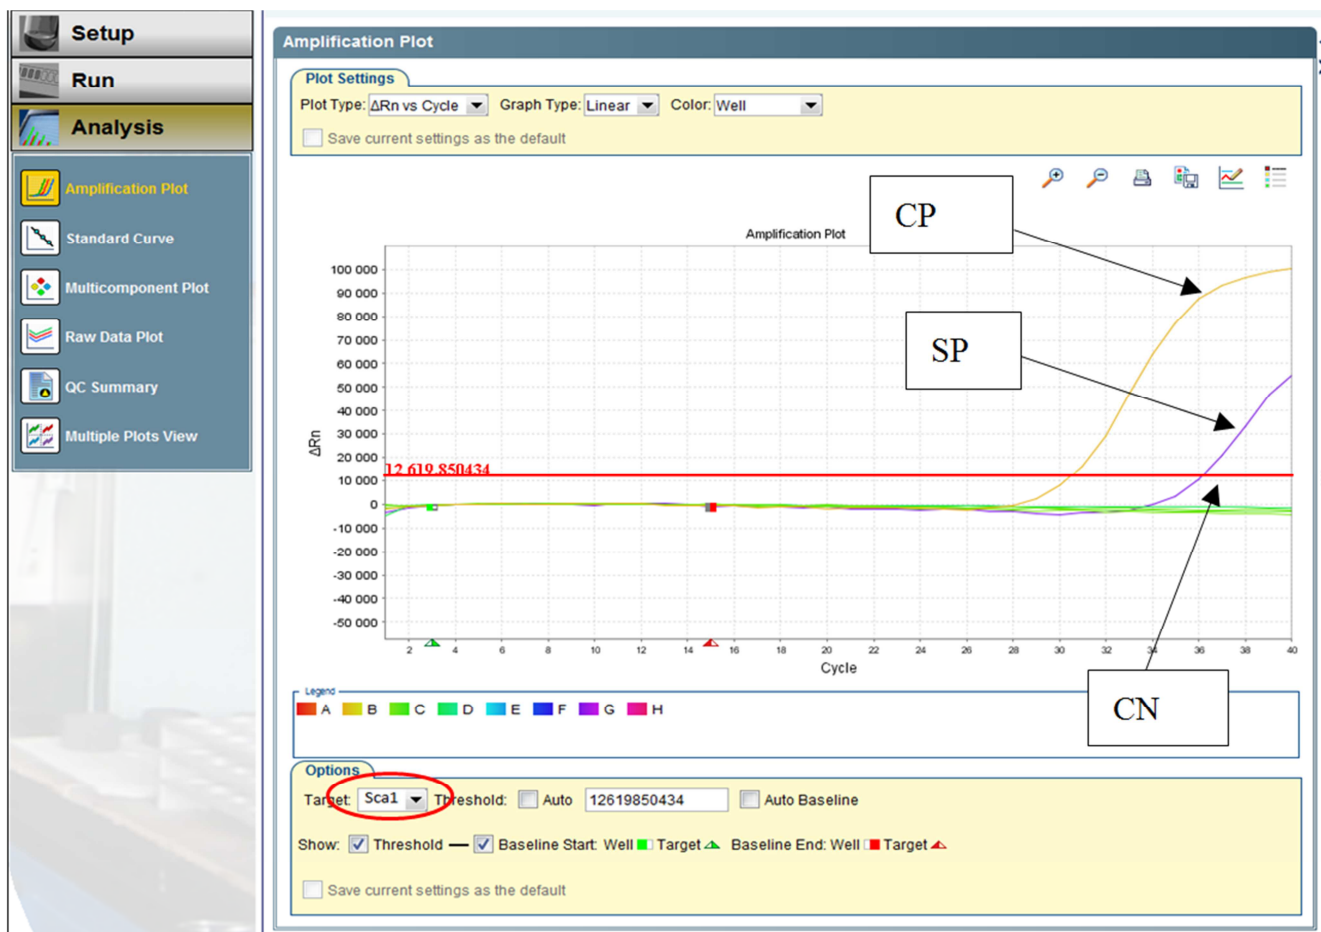 Setup
Run
Analysis
Amplification Plot
Standard Curve
Multicomponent Plot
Raw Data Plot
QC Summary
Multiple Plots View
Amplification Plot
Plot Settings
Plot Type: ΔRn vs Cycle Graph Type: Linear Color: Well
Save current settings as the default
CP
SP
CN
Amplification Plot
ΔRn
100 000
90 000
80 000
70 000
60 000
50 000
40 000
30 000
20 000
10 000
0
-10 000
-20 000
-30 000
-40 000
-50 000
12 619.850434
2 4 6 8 10 12 14 16 18 20 22 24 26 28 30 32 34 36 38 40
Cycle
Legend
A B C D E F G H
Options
Target: Sca1 Threshold: Auto 12619850434 Auto Baseline
Show: Threshold Baseline Start: Well Target Baseline End: Well Target
Save current settings as the default